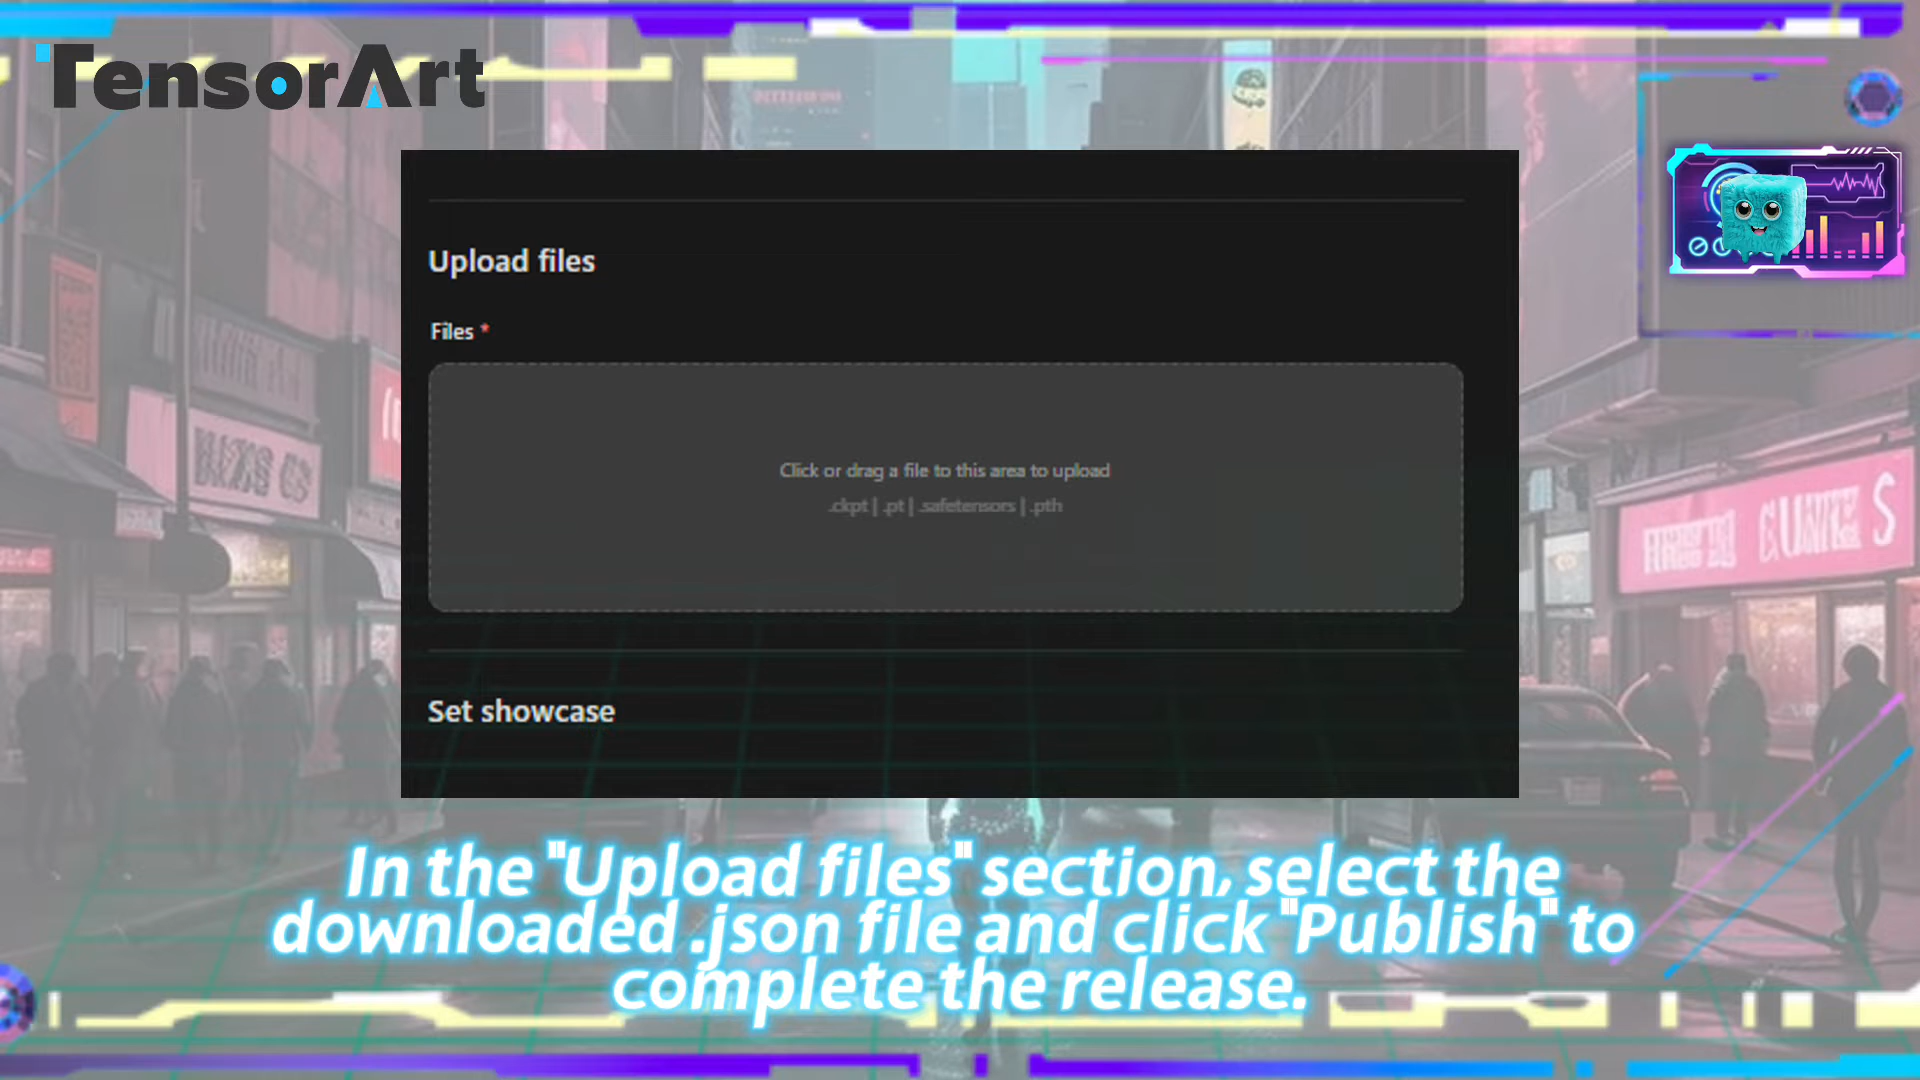 TensorArt
Upload files
Files *
Click or drag a file to this area to upload
.ckpt | .pt | .safetensors | .pth
Set showcase
In the "Upload files" section, select the
downloaded .json file and click "Publish" to
complete the release.